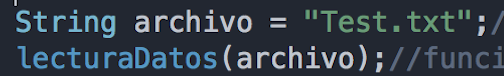 String archivo = "Test.txt";/
lecturaDatos(archivo);//funci